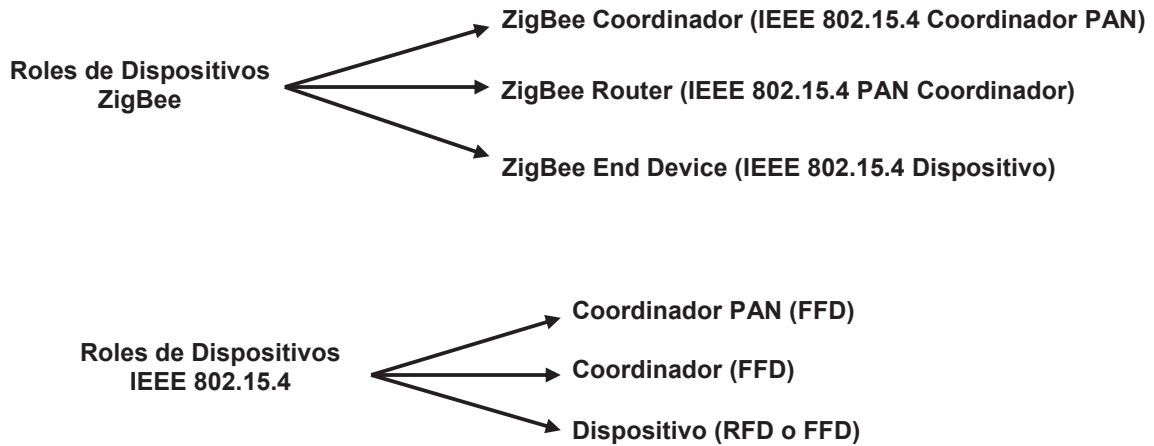 ZigBee Coordinador (IEEE 802.15.4 Coordinador PAN)
Roles de Dispositivos
ZigBee
ZigBee Router (IEEE 802.15.4 PAN Coordinador)
ZigBee End Device (IEEE 802.15.4 Dispositivo)
Coordinador PAN (FFD)
Roles de Dispositivos
IEEE 802.15.4
Coordinador (FFD)
Dispositivo (RFD o FFD)